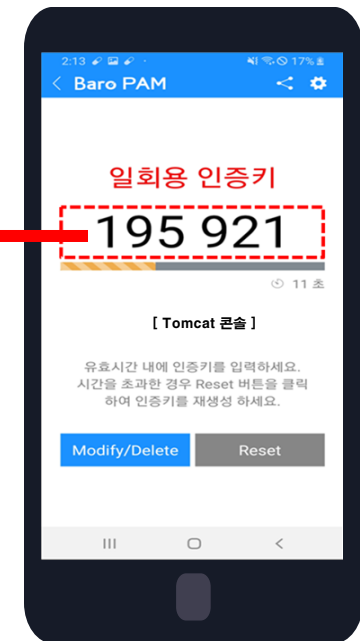 2:13
17%
Baro PAM
일회용 인증키
195 921
11 초
[ Tomcat 콘솔 ]
유효시간 내에 인증키를 입력하세요.
시간을 초과한 경우 Reset 버튼을 클릭
하여 인증키를 재생성 하세요.
Modify/Delete
Reset